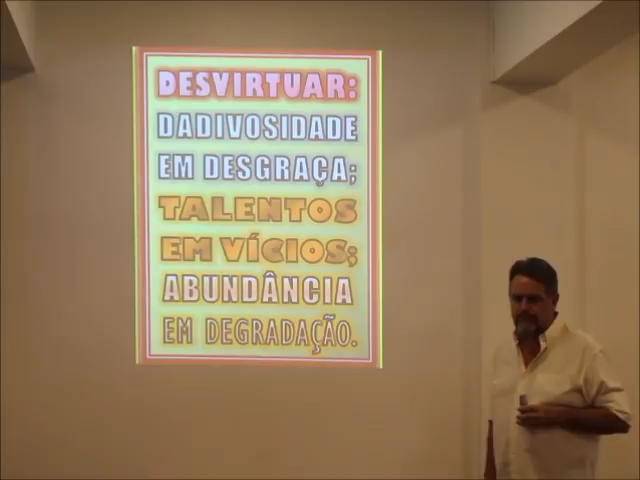 DESVIRTUAR:
DADIVOSIDADE
EM DESGRAÇA;
TALENTOS
EM VÍCIOS;
ABUNDÂNCIA
EM DEGRADAÇÃO.